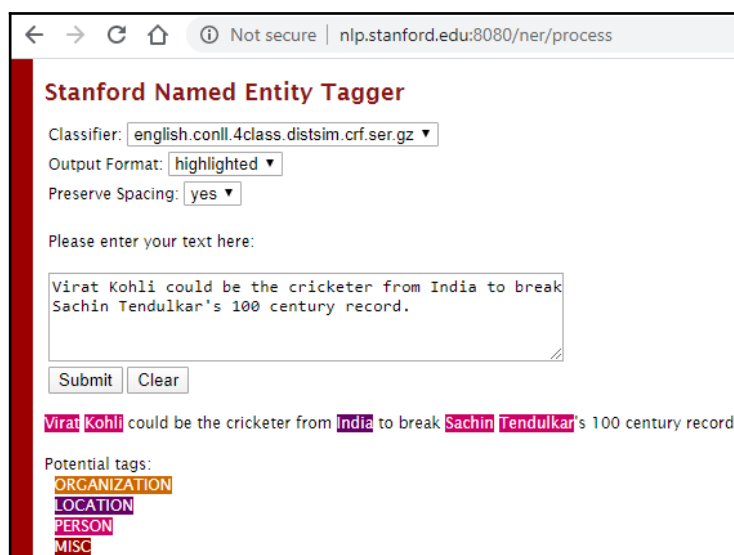 Not secure | nlp.stanford.edu:8080/ner/process
Stanford Named Entity Tagger
Classifier: english.conll.4class.distsim.crf.ser.gz
Output Format: highlighted
Preserve Spacing: yes
Please enter your text here:
Virat Kohli could be the cricketer from India to break
Sachin Tendulkar's 100 century record.
Submit Clear
Virat Kohli could be the cricketer from India to break Sachin Tendulkar's 100 century record
Potential tags:
ORGANIZATION
LOCATION
PERSON
MISC